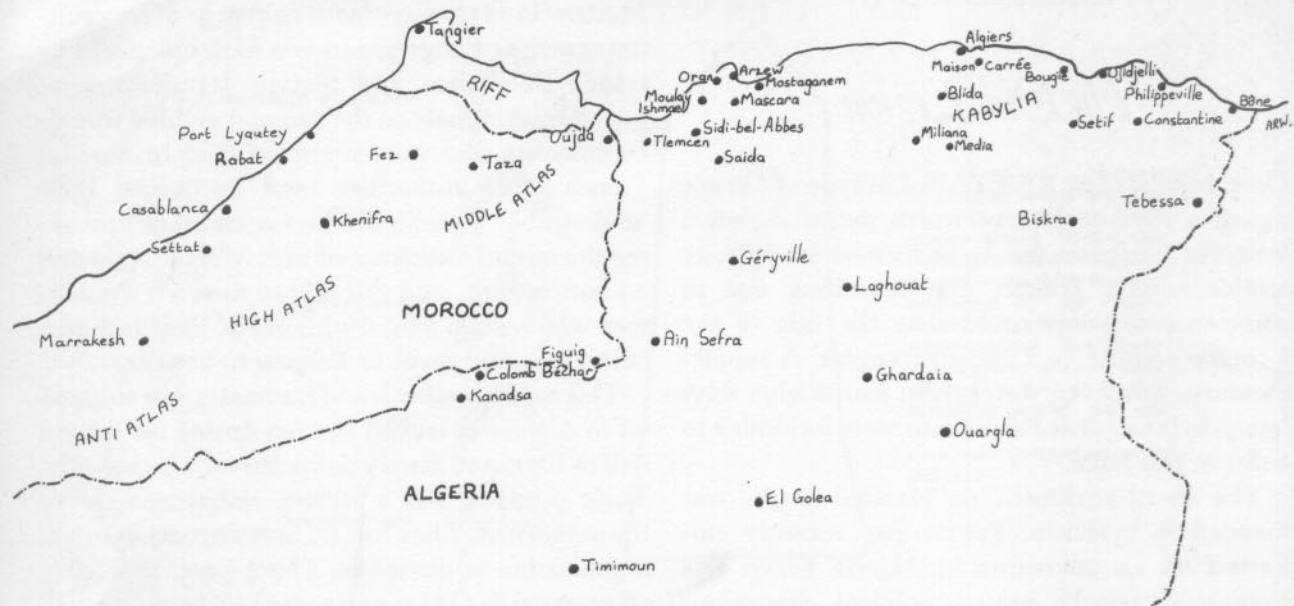 Tangier
Algiers
Maison Carrée
Oran
Arzew
Bougie
Djidjelli
RIFF
Mostaganem
Blida
Philippeville
Moulay
Ishmael
Mascara
KABYLIA
Bône
ARW.
Port Lyautey
Oujda
Sidi-bel-Abbes
Setif
Constantine
Rabat
Fez
Taza
Tlemcen
Saida
Miliana
Media
Casablanca
Khenifra
MIDDLE ATLAS
Biskra
Tebessa
Settat
Géryville
Laghouat
HIGH ATLAS
MOROCCO
Marrakesh
Aïn Sefra
Figuig
Colomb Béchar
Ghardaia
Kanadsa
ANTI ATLAS
Ouargla
ALGERIA
El Golea
Timimoun